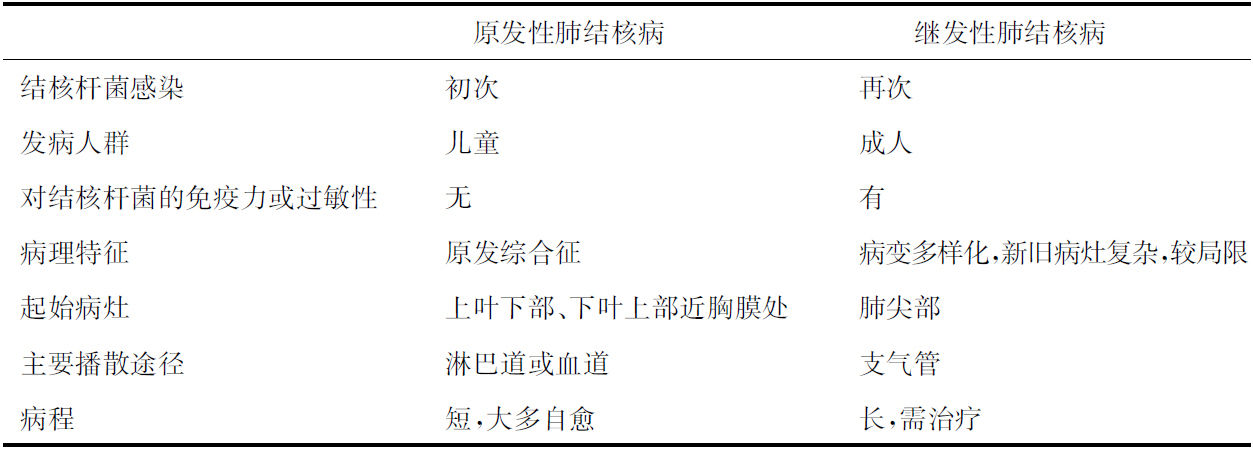 原发性肺结核病 继发性肺结核病
结核杆菌感染 初次 再次
发病人群 儿童 成人
对结核杆菌的免疫力或过敏性 无 有
病理特征 原发综合征 病变多样化,新旧病灶复杂,较局限
起始病灶 上叶下部、下叶上部近胸膜处 肺尖部
主要播散途径 淋巴道或血道 支气管
病程 短,大多自愈 长,需治疗